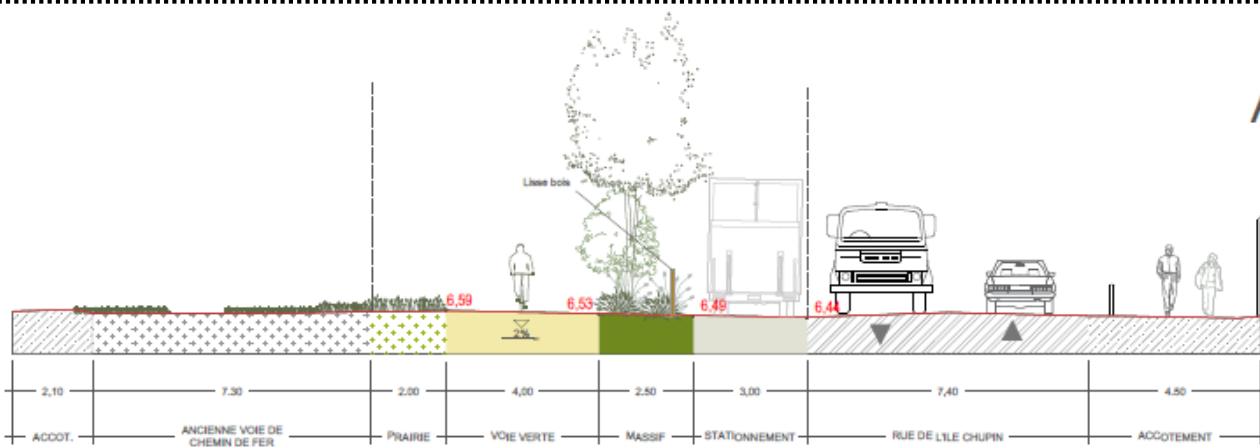 Lisse bois
6,59
6,53
6,49
6,44
2%
2,10
7.30
2.00
4,00
2.50
3,00
7,40
4.50
ACCOT.
ANCIENNE VOIE DE
CHEMIN DE FER
PRAIRIE
VOIE VERTE
MASSIF
STATIONNEMENT
RUE DE L'ILE CHUPIN
ACCOTEMENT